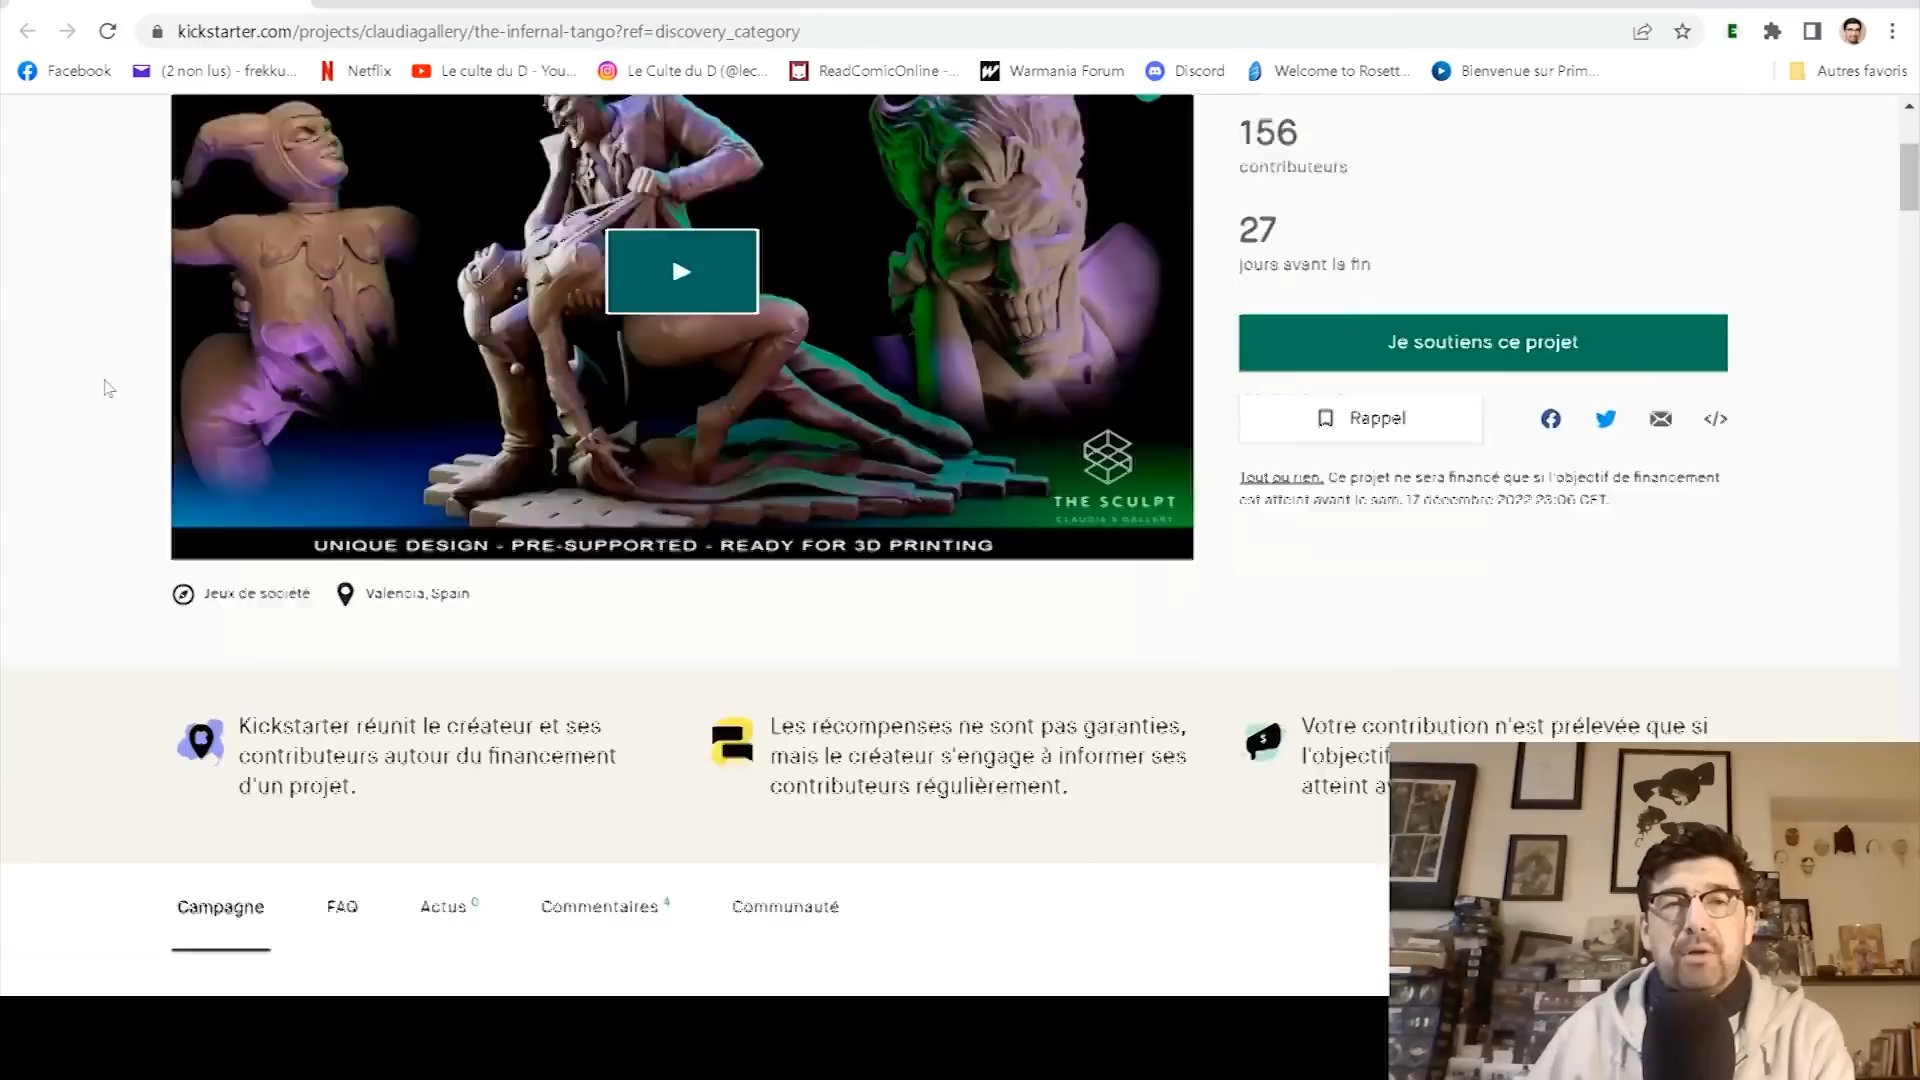 kickstarter.com/projects/claudiagallery/the-infernal-tango?ref=discovery_category
Facebook
(2 non lus) - frekku...
Netflix
Le culte du D - You...
Le Culte du D (@lec...
ReadComicOnline -...
Warmania Forum
Discord
Welcome to Rosett...
Bienvenue sur Prim...
Autres favoris
156
contributeurs
27
jours avant la fin
Je soutiens ce projet
Rappel
Tout ou rien. Ce projet ne sera financé que si l'objectif de financement
est atteint avant le sam. 17 décembre 2022 23:06 CET.
THE SCULPT
CLAUDIA & GALLERY
UNIQUE DESIGN - PRE-SUPPORTED - READY FOR 3D PRINTING
Jeux de société
Valencia, Spain
Kickstarter réunit le créateur et ses
contributeurs autour du financement
d'un projet.
Les récompenses ne sont pas garanties,
mais le créateur s'engage à informer ses
contributeurs régulièrement.
Votre contribution n'est prélevée que si
l'objectif
atteint av
Campagne
FAQ
Actus 0
Commentaires 4
Communauté